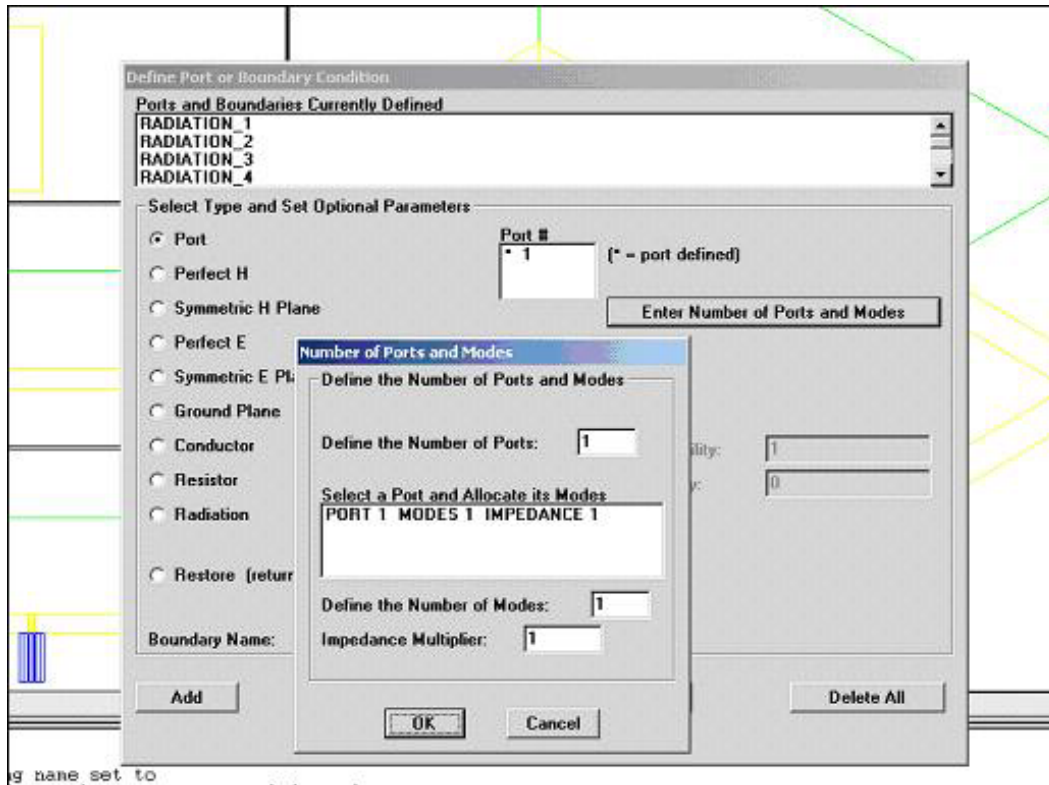 Define Port or Boundary Condition
Ports and Boundaries Currently Defined
RADIATION_1
RADIATION_2
RADIATION_3
RADIATION_4
Select Type and Set Optional Parameters
Port
Port #
* 1
(* = port defined)
Perfect H
Symmetric H Plane
Enter Number of Ports and Modes
Perfect E
Symmetric E Pl
Ground Plane
Conductor
Resistor
Radiation
Restore (return
Boundary Name:
ility:
1
y:
0
Add
Delete All
Number of Ports and Modes
Define the Number of Ports and Modes
Define the Number of Ports:
1
Select a Port and Allocate its Modes
PORT 1 MODES 1 IMPEDANCE 1
Define the Number of Modes:
1
Impedance Multiplier:
1
OK
Cancel
g name set to